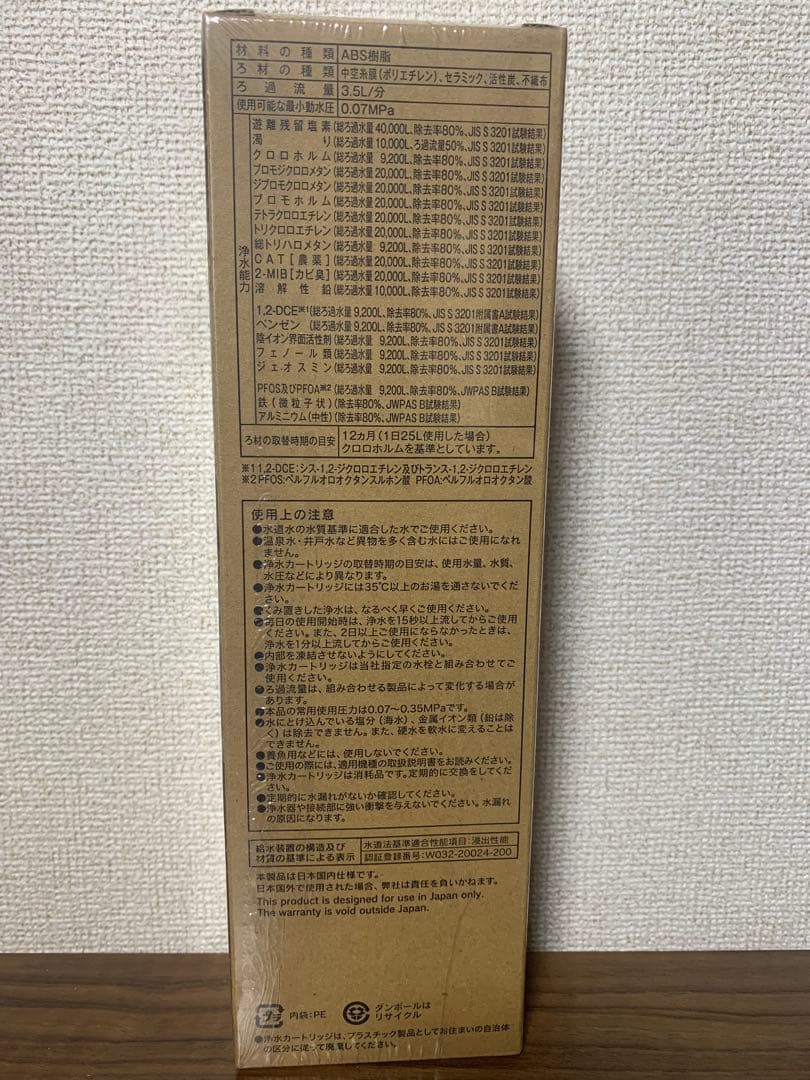 材料の種類 ABS樹脂
ろ材の種類 中空糸膜(ポリエチレン)、セラミック、活性炭、不織布
ろ過流量 3.5L/分
使用可能な最小動水圧 0.07MPa
浄水能力
遊離残留塩素(総ろ過水量 40,000L、除去率80%、JIS S 3201試験結果)
濁り(総ろ過水量 10,000L、ろ過流量50%、JIS S 3201試験結果)
クロロホルム(総ろ過水量 9,200L、除去率80%、JIS S 3201試験結果)
ブロモジクロロメタン(総ろ過水量 20,000L、除去率80%、JIS S 3201試験結果)
ジブロモクロロメタン(総ろ過水量 20,000L、除去率80%、JIS S 3201試験結果)
ブロモホルム(総ろ過水量 20,000L、除去率80%、JIS S 3201試験結果)
テトラクロロエチレン(総ろ過水量 20,000L、除去率80%、JIS S 3201試験結果)
トリクロロエチレン(総ろ過水量 20,000L、除去率80%、JIS S 3201試験結果)
総トリハロメタン(総ろ過水量 9,200L、除去率80%、JIS S 3201試験結果)
CAT[農薬](総ろ過水量 20,000L、除去率80%、JIS S 3201試験結果)
2-MIB[カビ臭](総ろ過水量 20,000L、除去率80%、JIS S 3201試験結果)
溶解性鉛(総ろ過水量 10,000L、除去率80%、JIS S 3201試験結果)
1,2-DCE※1(総ろ過水量 9,200L、除去率80%、JIS S 3201附属書A試験結果)
ベンゼン(総ろ過水量 9,200L、除去率80%、JIS S 3201附属書A試験結果)
陰イオン界面活性剤(総ろ過水量 9,200L、除去率80%、JIS S 3201附属書A試験結果)
フェノール類(総ろ過水量 9,200L、除去率80%、JIS S 3201附属書A試験結果)
ジェオスミン(総ろ過水量 9,200L、除去率80%、JIS S 3201附属書A試験結果)
PFOS及びPFOA※2(総ろ過水量 9,200L、除去率80%、JWPAS B試験結果)
鉄(微粒子状)(除去率80%、JWPAS B試験結果)
アルミニウム(中性)(除去率80%、JWPAS B試験結果)
ろ材の取替時期の目安 12ヵ月(1日25L使用した場合)
クロロホルムを基準としています。
※1 1,2-DCE:シス-1,2-ジクロロエチレン及びトランス-1,2-ジクロロエチレン
※2 PFOS:ペルフルオロオクタンスルホン酸 PFOA:ペルフルオロオクタン酸
使用上の注意
●水道水の水質基準に適合した水でご使用ください。
●温泉水・井戸水など異物を多く含む水にはご使用になれ
ません。
●浄水カートリッジの取替時期の目安は、使用水量、水質、
水圧などにより異なります。
●浄水カートリッジには35℃以上のお湯を通さないでくだ
さい。
●くみ置きした浄水は、なるべく早くご使用ください。
●毎日の使用開始時は、浄水を15秒以上流してからご使用
ください。また、2日以上ご使用にならなかったときは、
浄水を1分以上流してからご使用ください。
●内部を凍結させないようにしてください。
●浄水カートリッジは当社指定の水栓と組み合わせてご
使用ください。
●ろ過流量は、組み合わせる製品によって変化する場合が
あります。
●本品の常用使用圧力は0.07〜0.35MPaです。
●水にとけ込んでいる塩分(海水)、金属イオン類(鉛は除
く)は除去できません。また、硬水を軟水に変えることは
できません。
●養魚用などには、使用しないでください。
●ご使用の際には、適用機種の取扱説明書をお読みください。
●浄水カートリッジは消耗品です。定期的に交換をしてくだ
さい。
●定期的に水漏れがないか確認してください。
●浄水器や接続部に強い衝撃を与えないでください。水漏れ
の原因になります。
給水装置の構造及び
材質の基準による表示
水道法基準適合性能項目:浸出性能
認証登録番号:W032-20024-200
本製品は日本国内仕様です。
日本国外で使用された場合、弊社は責任を負いかねます。
This product is designed for use in Japan only.
The warranty is void outside Japan.
プラ 内袋:PE ダンボールは
リサイクル
●浄水カートリッジは、プラスチック製品としてお住まいの自治体
の区分に従って廃棄してください。